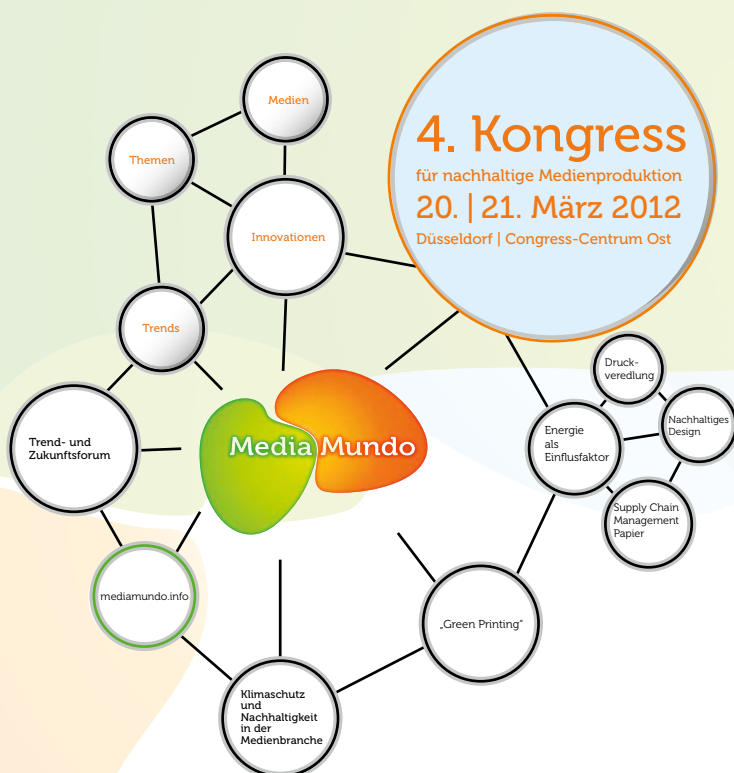 Medien
4. Kongress
für nachhaltige Medienproduktion
20. | 21. März 2012
Düsseldorf | Congress-Centrum Ost
Themen
Innovationen
Trends
Druck-
veredlung
Nachhaltiges
Design
Energie
als
Einflusfaktor
Trend- und
Zukunftsforum
Media Mundo
Supply Chain
Management
Papier
mediamundo.info
„Green Printing“
Klimaschutz
und
Nachhaltigkeit
in der
Medienbranche